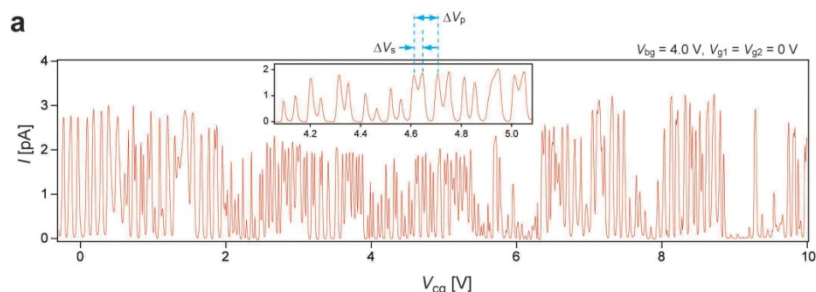 a
ΔVp
ΔVs
Vbg = 4.0 V, Vg1 = Vg2 = 0 V
I [pA]
4
3
2
1
0
2
1
0
4.2 4.4 4.6 4.8 5.0
0 2 4 6 8 10
Vcg [V]